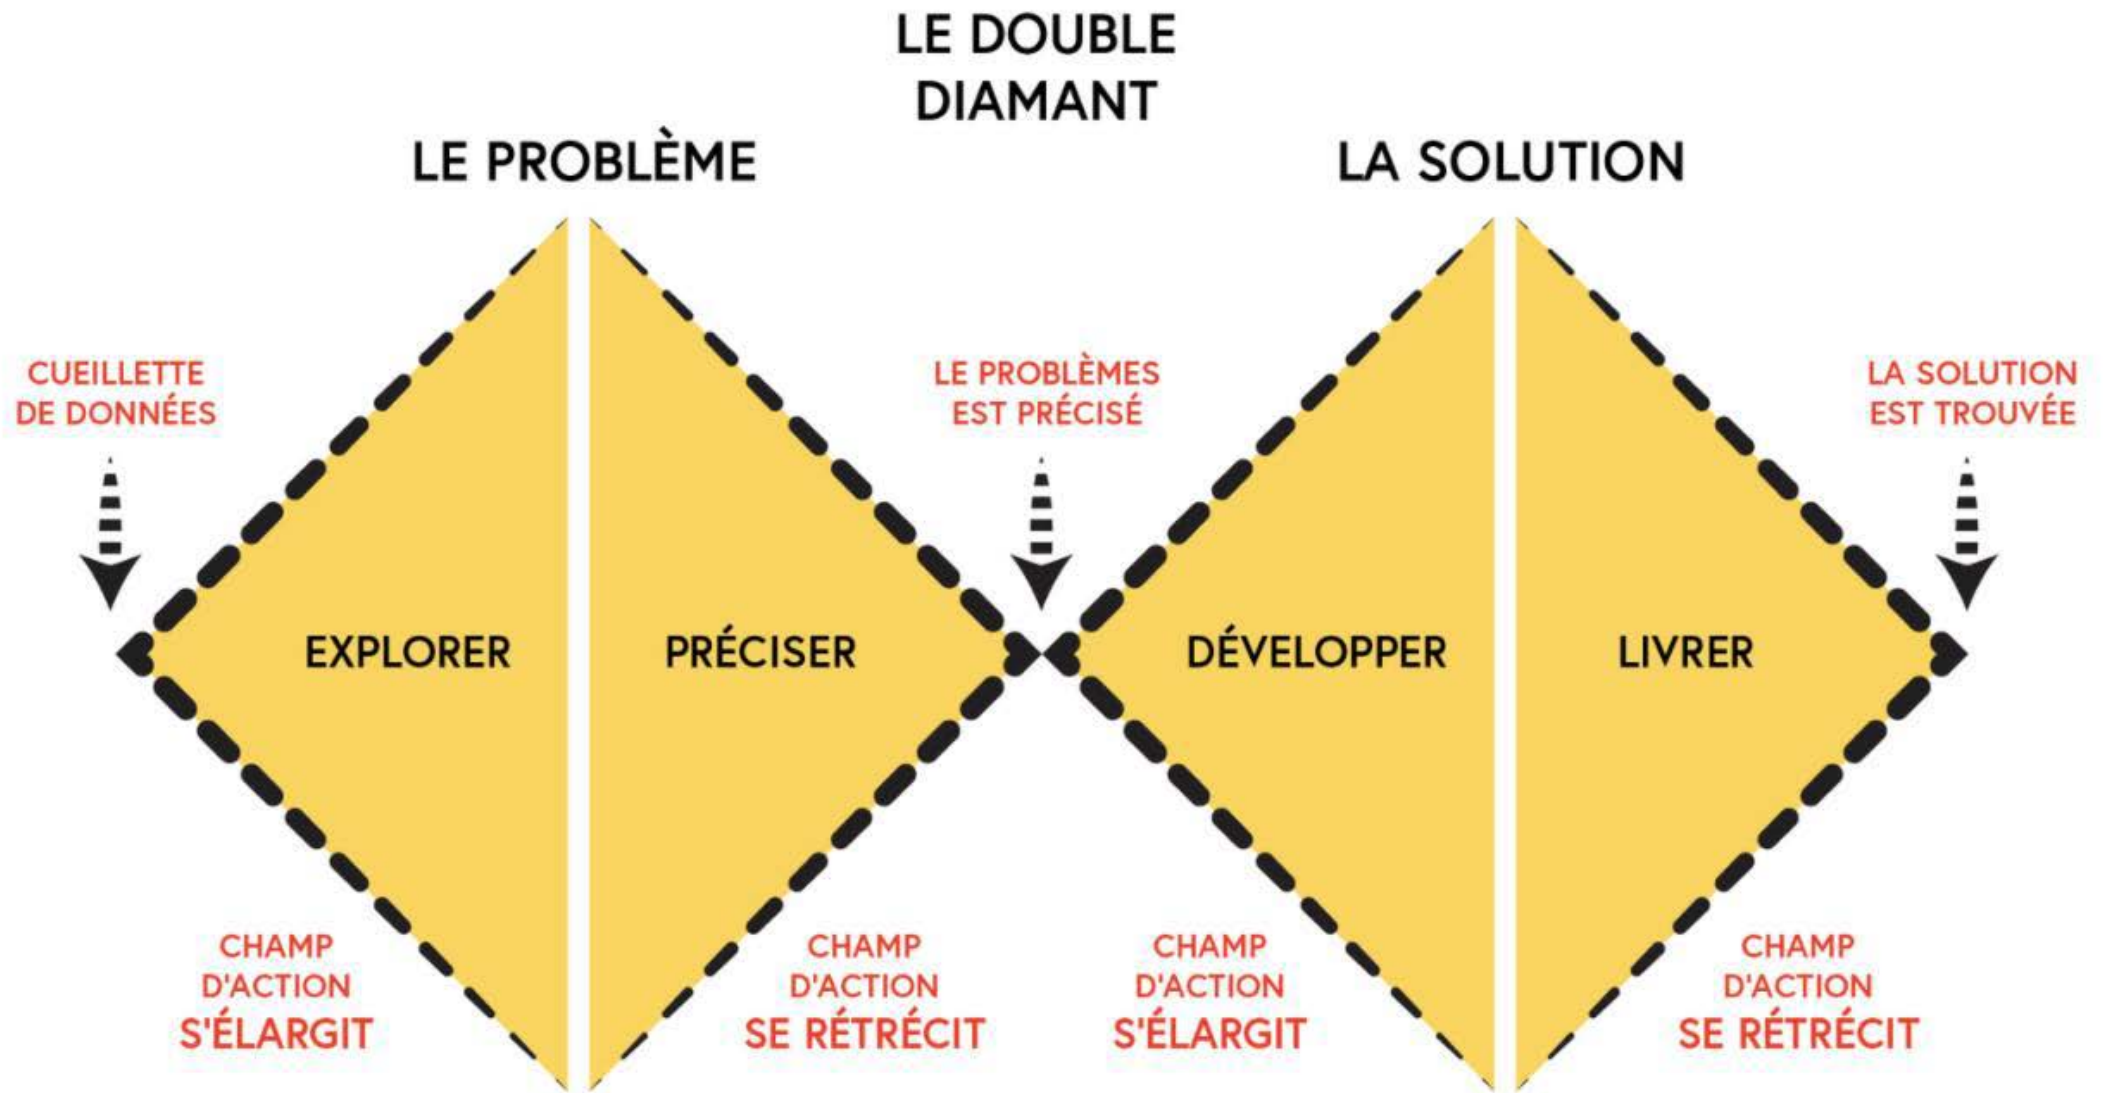 LE DOUBLE
DIAMANT
LE PROBLÈME
LA SOLUTION
CUEILLETTE
DE DONNÉES
LE PROBLÈMES
EST PRÉCISÉ
LA SOLUTION
EST TROUVÉE
EXPLORER
PRÉCISER
DÉVELOPPER
LIVRER
CHAMP
D'ACTION
S'ÉLARGIT
CHAMP
D'ACTION
SE RÉTRÉCIT
CHAMP
D'ACTION
S'ÉLARGIT
CHAMP
D'ACTION
SE RÉTRÉCIT